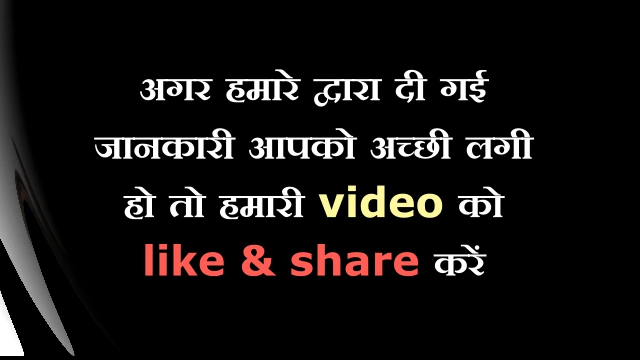 अगर हमारे द्वारा दी गई
जानकारी आपको अच्छी लगी
हो तो हमारी video को
like & share करें